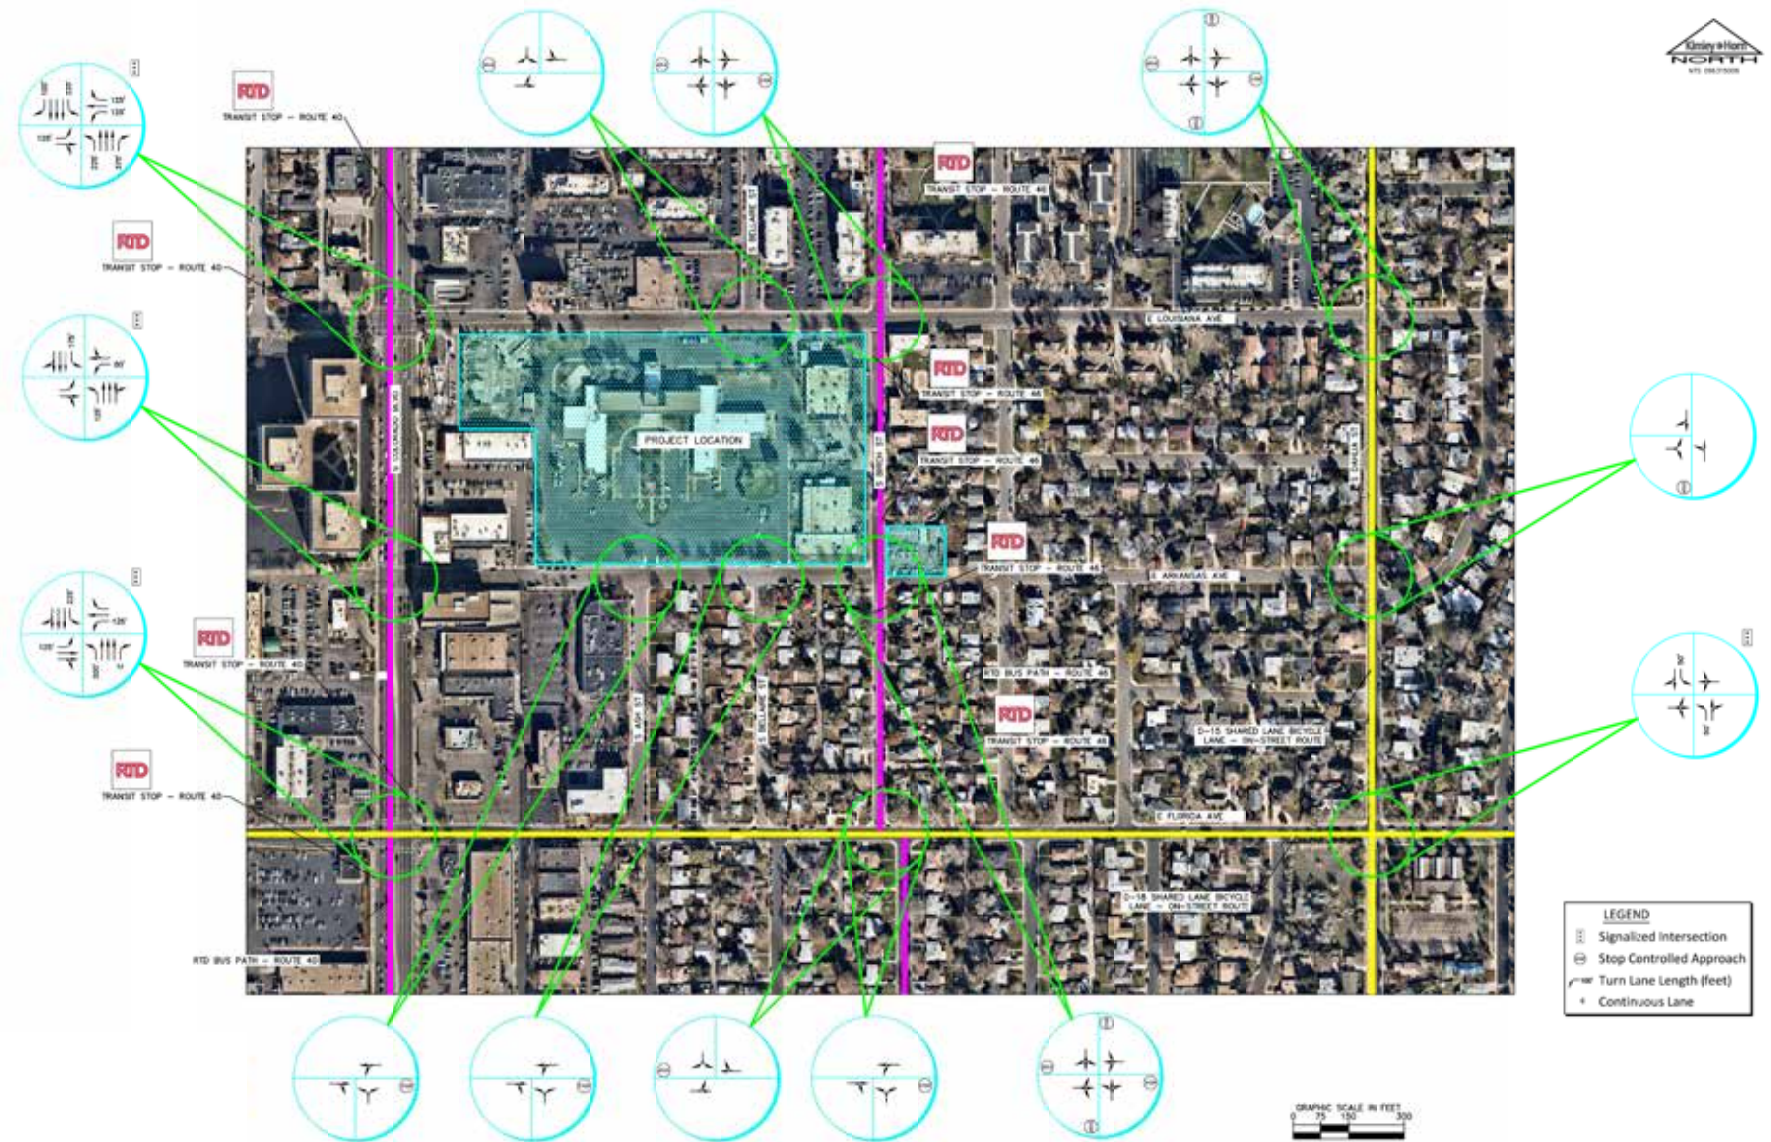 Kimley»Horn
NORTH
RTD
TRANSIT STOP - ROUTE 40
RTD
TRANSIT STOP - ROUTE 46
RTD
TRANSIT STOP - ROUTE 40
S BELLAIRE ST
E LOUISIANA AVE
RTD
TRANSIT STOP - ROUTE 46
RTD
TRANSIT STOP - ROUTE 46
S COLORADO BLVD
PROJECT LOCATION
S BIRCH ST
S DAHLIA ST
RTD
TRANSIT STOP - ROUTE 46
E ARKANSAS AVE
RTD
TRANSIT STOP - ROUTE 40
RTD BUS PATH - ROUTE 46
RTD
TRANSIT STOP - ROUTE 46
S ASH ST
S BELLAIRE ST
D-15 SHARED LANE BICYCLE
LANE - ON-STREET ROUTE
RTD
TRANSIT STOP - ROUTE 40
E FLORIDA AVE
D-18 SHARED LANE BICYCLE
LANE - ON-STREET ROUTE
RTD BUS PATH - ROUTE 40
LEGEND
Signalized Intersection
Stop Controlled Approach
Turn Lane Length (feet)
Continuous Lane
GRAPHIC SCALE IN FEET
0 75 150 300